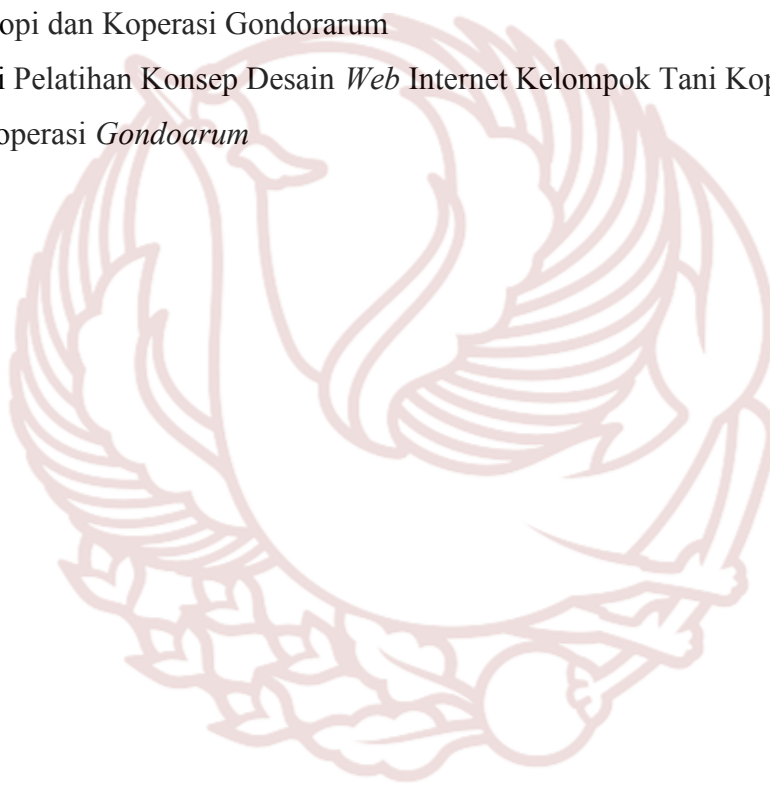 opi dan Koperasi Gondorarum
i Pelatihan Konsep Desain Web Internet Kelompok Tani Kop
operasi Gondoarum